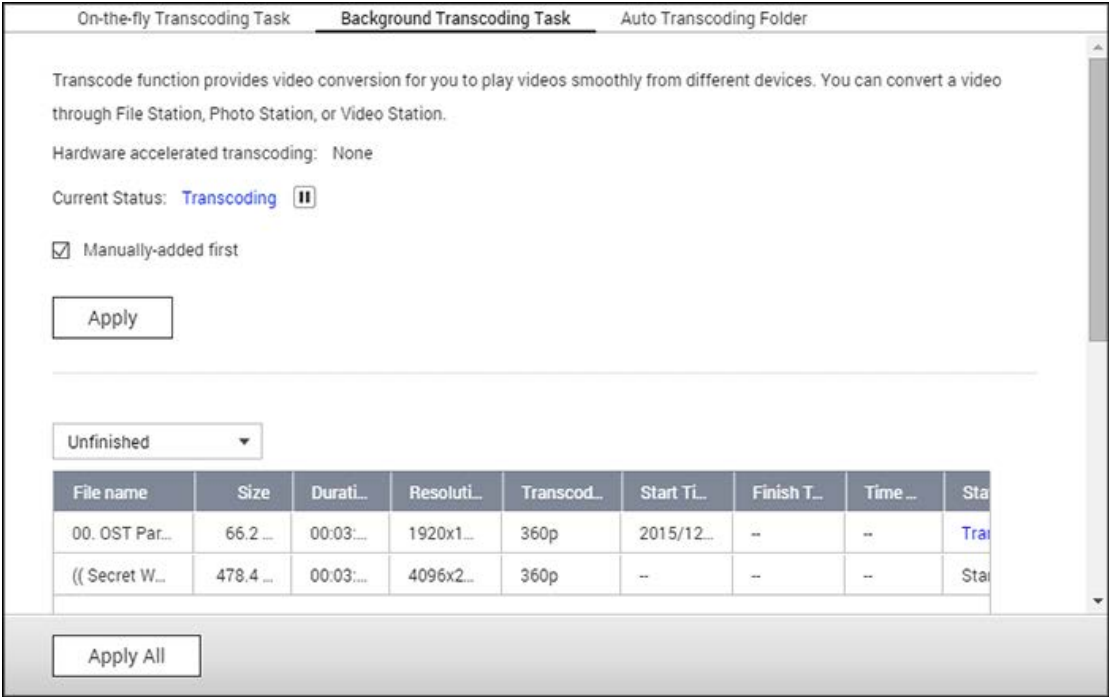 On-the-fly Transcoding Task Background Transcoding Task Auto Transcoding Folder
Transcode function provides video conversion for you to play videos smoothly from different devices. You can convert a video
through File Station, Photo Station, or Video Station.
Hardware accelerated transcoding: None
Current Status: Transcoding
Manually-added first
Apply
Unfinished
File name Size Durati... Resoluti... Transcod... Start Ti... Finish T... Time ... Sta
00. OST Par... 66.2 ... 00:03:... 1920x1... 360p 2015/12... -- -- Trai
(( Secret W... 478.4 ... 00:03:... 4096x2... 360p -- -- -- Stai
Apply All